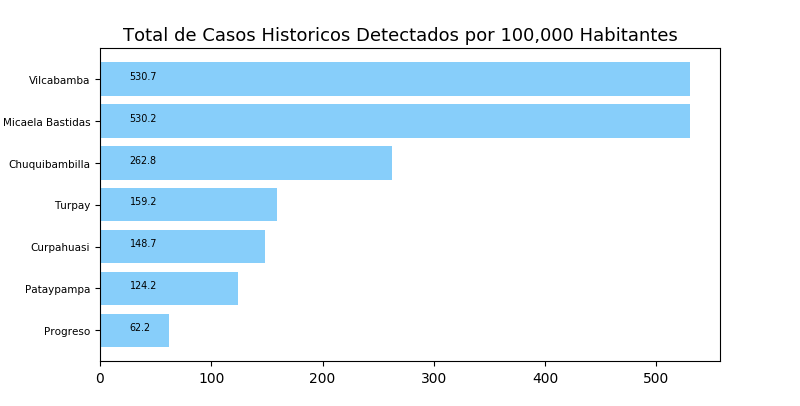 Total de Casos Historicos Detectados por 100,000 Habitantes
Vilcabamba 530.7
Micaela Bastidas 530.2
Chuquibambilla 262.8
Turpay 159.2
Curpahuasi 148.7
Pataypampa 124.2
Progreso 62.2
0 100 200 300 400 500